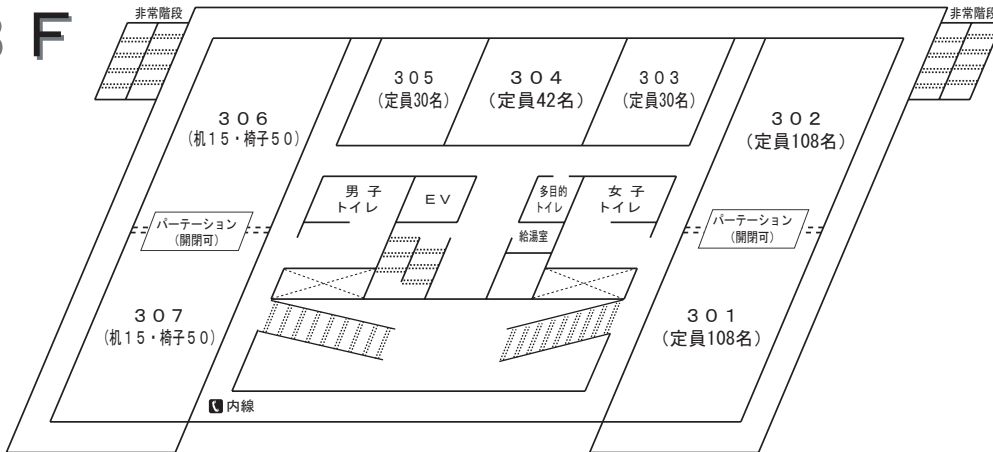 3 F
非常階段
非常階段
305
(定員30名)
304
(定員42名)
303
(定員30名)
306
(机15・椅子50)
302
(定員108名)
男子
トイレ
EV
多目的
トイレ
女子
トイレ
給湯室
パーテーション
(開閉可)
パーテーション
(開閉可)
307
(机15・椅子50)
301
(定員108名)
内線